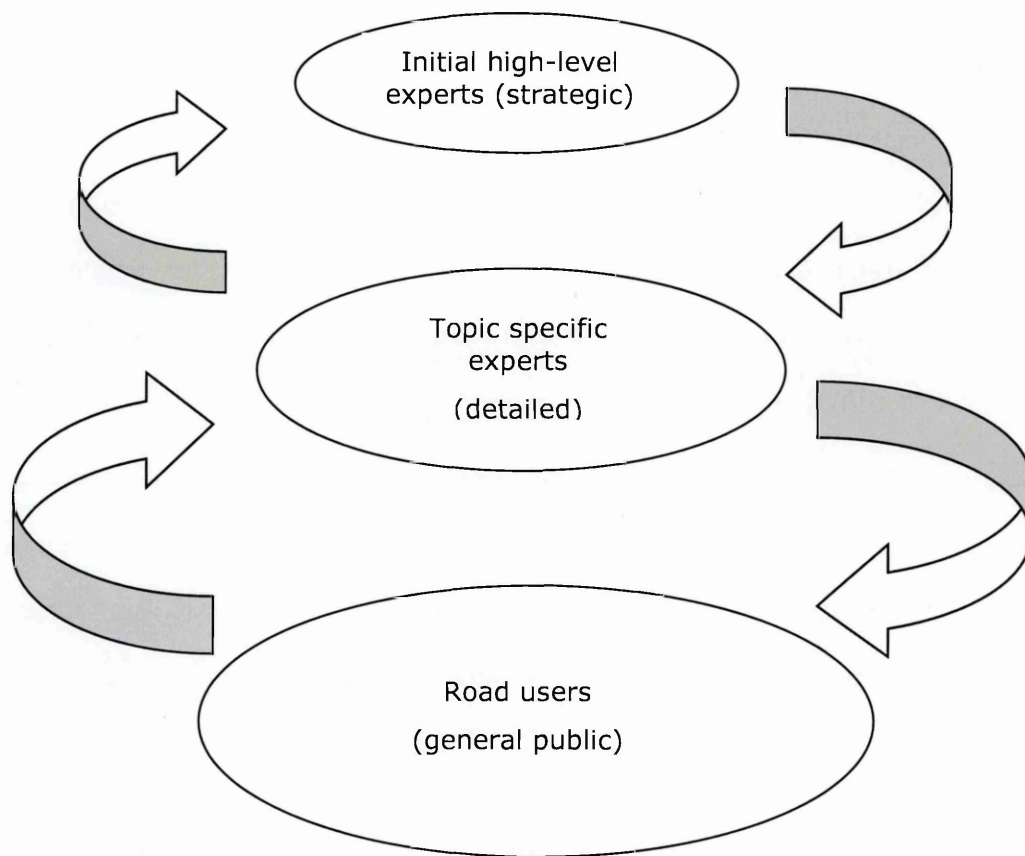 Initial high-level
experts (strategic)
Topic specific
experts
(detailed)
Road users
(general public)